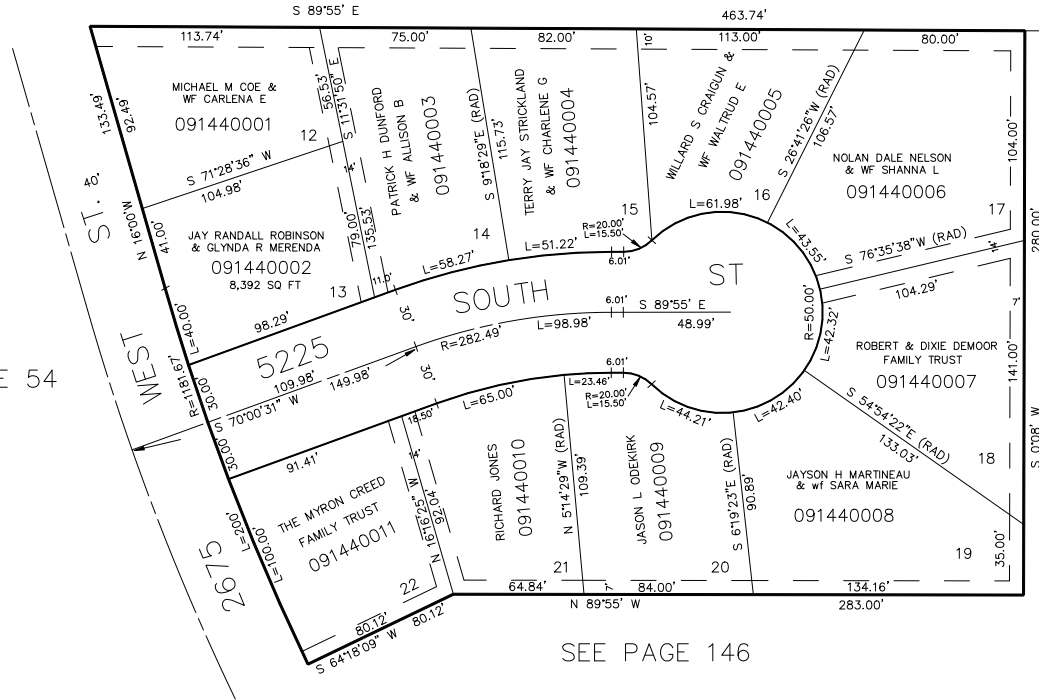 S 89°55' E
463.74'
113.74'
75.00'
82.00'
10'
113.00'
80.00'
133.49'
92.49'
MICHAEL M COE &
WF CARLENA E
091440001
12
56.53'
S 11°31'50" E
S 71°28'36" W
104.98'
14'
PATRICK H DUNFORD
& WF ALLISON B
091440003
14
S 9°18'29"E (RAD)
115.73'
TERRY JAY STRICKLAND
& WF CHARLENE G
091440004
15
104.57'
WILLARD S CRAIGUN &
WF WALTRUD E
091440005
16
S 26°41'26"W (RAD)
106.57'
NOLAN DALE NELSON
& WF SHANNA L
091440006
17
104.00'
280.00'
ST. 40'
N 16°00'W
41.00'
JAY RANDALL ROBINSON
& GLYNDA R MERENDA
091440002
8,392 SQ FT
13
79.00'
135.53'
11.0'
L=58.27'
L=51.22'
6.01'
R=20.00'
L=15.50'
L=61.98'
L=43.55'
S 76°35'38"W (RAD)
14'
104.29'
7'
L=40.00'
98.29'
30'
SOUTH
ST
5225
6.01'
S 89°55' E
R=282.49'
L=98.98'
48.99'
R=50.00'
L=42.32'
ROBERT & DIXIE DEMOOR
FAMILY TRUST
091440007
18
141.00'
S 0°08' W
E 54
WEST
R=1181.67'
30.00'
109.98'
149.98'
S 70°00'31" W
30'
30.00'
91.41'
18.50'
L=65.00'
L=23.46'
6.01'
R=20.00'
L=15.50'
L=44.21'
L=42.40'
S 54°54'22"E (RAD)
133.03'
L=200'
L=100.00'
THE MYRON CREED
FAMILY TRUST
091440011
22
14'
N 16°16'25" W
92.04'
RICHARD JONES
091440010
21
N 5°14'29"W (RAD)
109.39'
JASON L ODEKIRK
091440009
20
S 6°19'23"E (RAD)
90.89'
JAYSON H MARTINEAU
& wf SARA MARIE
091440008
19
35.00'
2675
80.12'
S 64°18'09" W
80.12'
64.84'
7'
84.00'
134.16'
N 89°55' W
283.00'
SEE PAGE 146